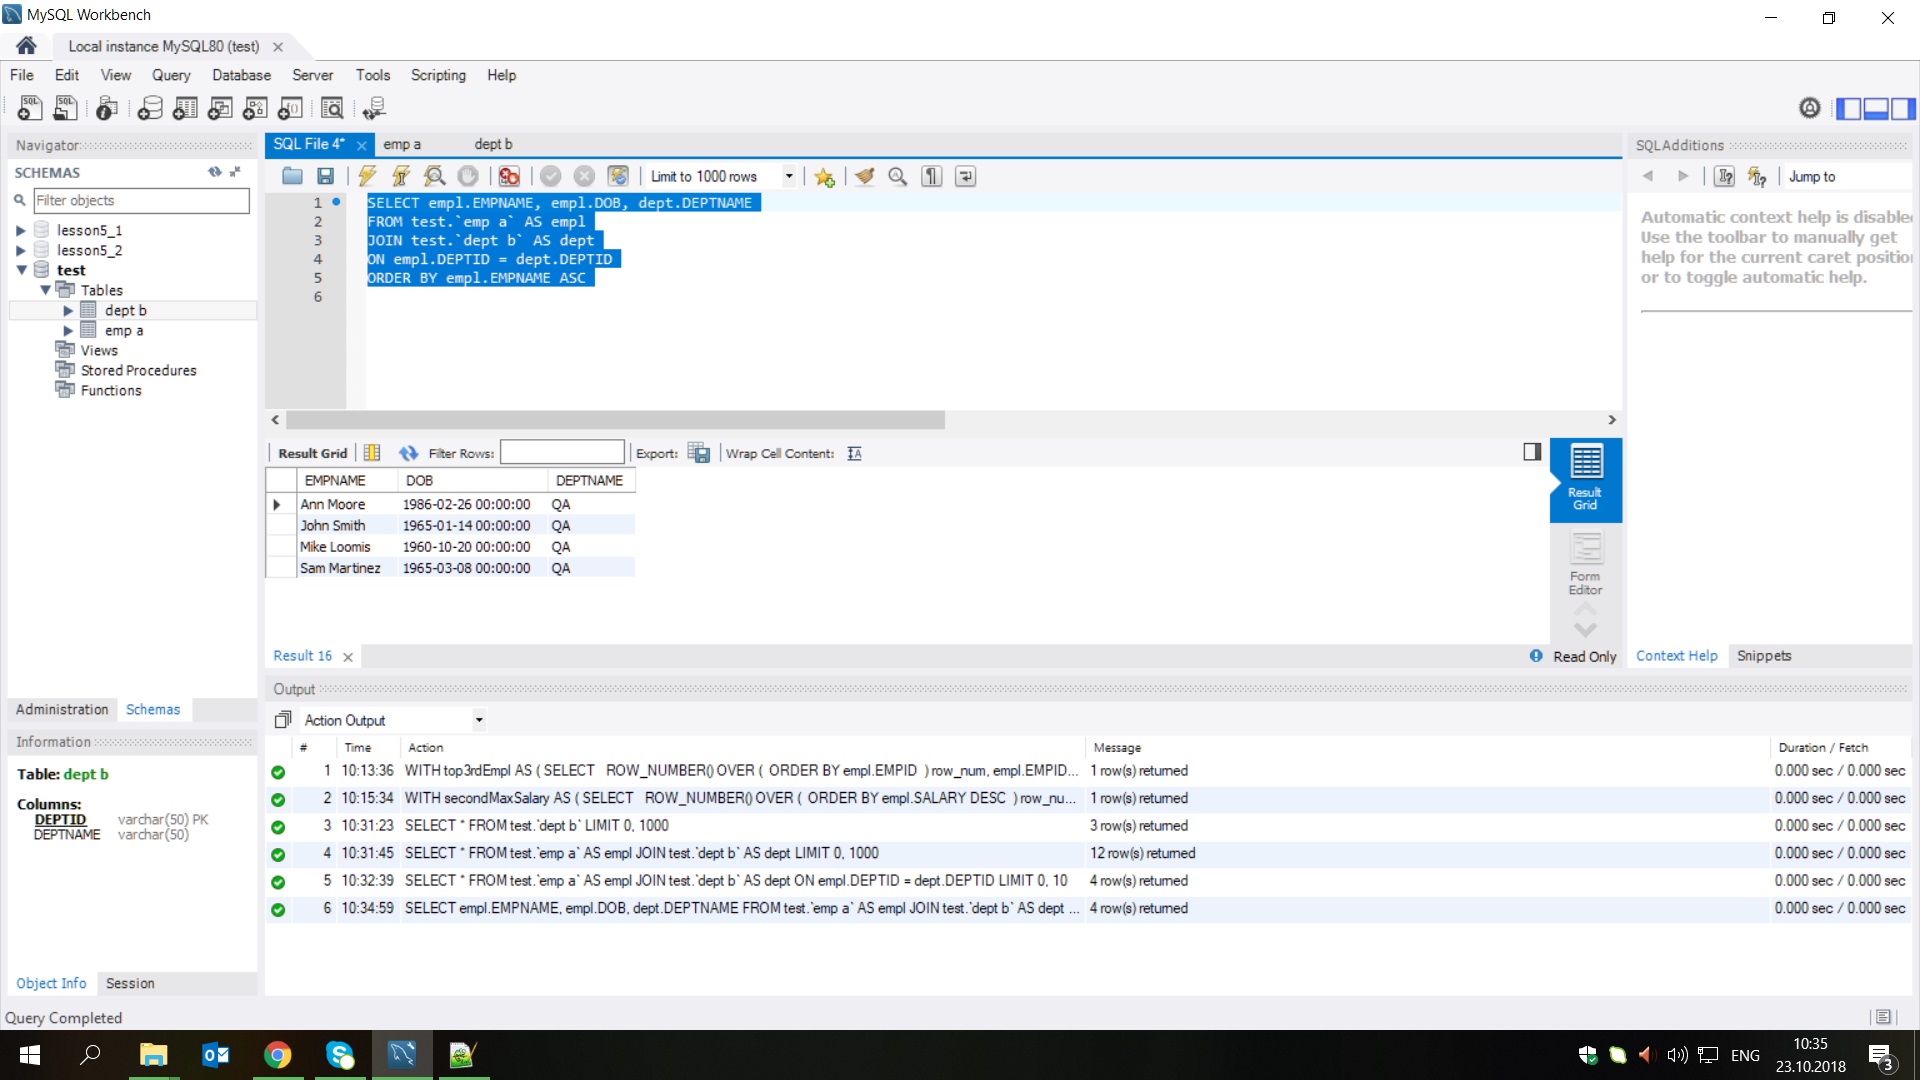 MySQL Workbench
Local instance MySQL80 (test)
File Edit View Query Database Server Tools Scripting Help
Navigator
SCHEMAS
Filter objects
lesson5_1
lesson5_2
test
Tables
dept b
emp a
Views
Stored Procedures
Functions
Administration Schemas
Information
Table: dept b
Columns:
DEPTID varchar(50) PK
DEPTNAME varchar(50)
Object Info Session
SQL File 4* emp a dept b
Limit to 1000 rows
1 SELECT empl.EMPNAME, empl.DOB, dept.DEPTNAME
2 FROM test.`emp a` AS empl
3 JOIN test.`dept b` AS dept
4 ON empl.DEPTID = dept.DEPTID
5 ORDER BY empl.EMPNAME ASC
6
Result Grid Filter Rows: Export: Wrap Cell Content:
EMPNAME DOB DEPTNAME
Ann Moore 1986-02-26 00:00:00 QA
John Smith 1965-01-14 00:00:00 QA
Mike Loomis 1960-10-20 00:00:00 QA
Sam Martinez 1965-03-08 00:00:00 QA
Result Grid
Form Editor
Result 16 Read Only
SQLAdditions
Jump to
Automatic context help is disabled
Use the toolbar to manually get
help for the current caret position
or to toggle automatic help.
Context Help Snippets
Output
Action Output
# Time Action Message Duration / Fetch
1 10:13:36 WITH top3rdEmpl AS ( SELECT ROW_NUMBER() OVER ( ORDER BY empl.EMPID ) row_num, empl.EMPID... 1 row(s) returned 0.000 sec / 0.000 sec
2 10:15:34 WITH secondMaxSalary AS ( SELECT ROW_NUMBER() OVER ( ORDER BY empl.SALARY DESC ) row_nu... 1 row(s) returned 0.000 sec / 0.000 sec
3 10:31:23 SELECT * FROM test.`dept b` LIMIT 0, 1000 3 row(s) returned 0.000 sec / 0.000 sec
4 10:31:45 SELECT * FROM test.`emp a` AS empl JOIN test.`dept b` AS dept LIMIT 0, 1000 12 row(s) returned 0.000 sec / 0.000 sec
5 10:32:39 SELECT * FROM test.`emp a` AS empl JOIN test.`dept b` AS dept ON empl.DEPTID = dept.DEPTID LIMIT 0, 10 4 row(s) returned 0.000 sec / 0.000 sec
6 10:34:59 SELECT empl.EMPNAME, empl.DOB, dept.DEPTNAME FROM test.`emp a` AS empl JOIN test.`dept b` AS dept ... 4 row(s) returned 0.000 sec / 0.000 sec
Query Completed
ENG
10:35
23.10.2018
3